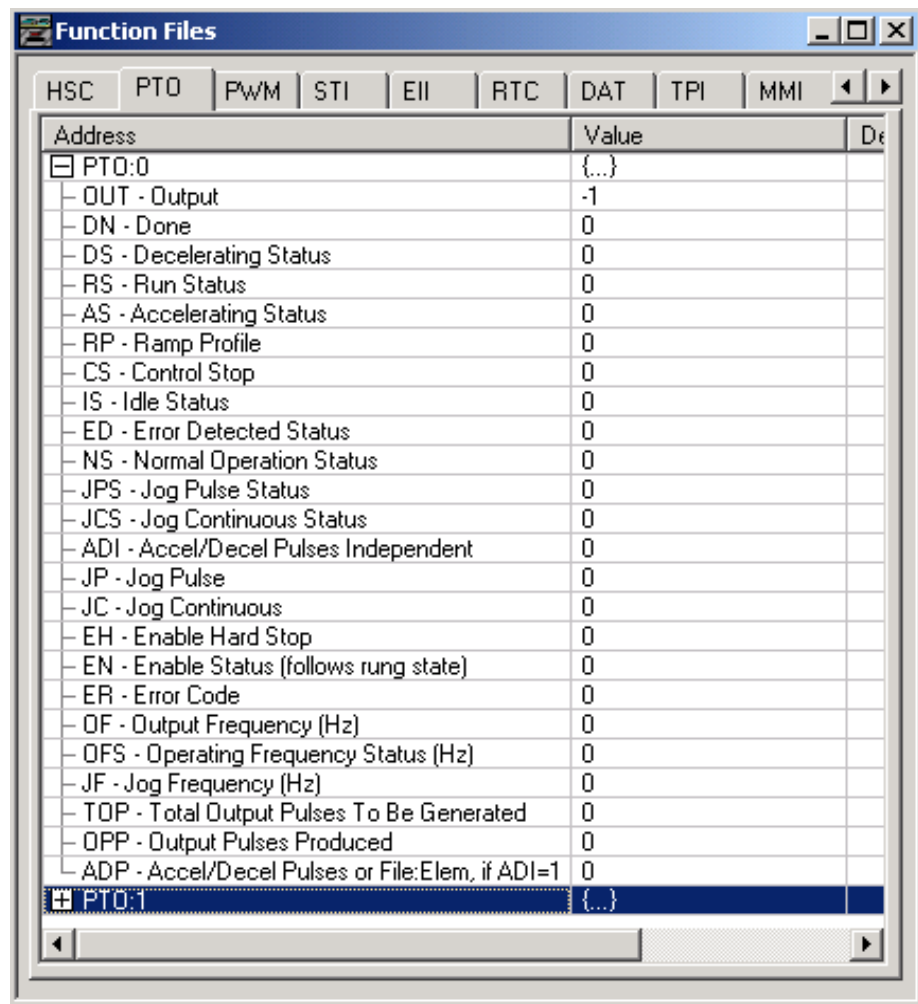 Function Files
HSC PTO PWM STI EII RTC DAT TPI MMI
Address Value De
PTO:0 {...}
OUT - Output -1
DN - Done 0
DS - Decelerating Status 0
RS - Run Status 0
AS - Accelerating Status 0
RP - Ramp Profile 0
CS - Control Stop 0
IS - Idle Status 0
ED - Error Detected Status 0
NS - Normal Operation Status 0
JPS - Jog Pulse Status 0
JCS - Jog Continuous Status 0
ADI - Accel/Decel Pulses Independent 0
JP - Jog Pulse 0
JC - Jog Continuous 0
EH - Enable Hard Stop 0
EN - Enable Status (follows rung state) 0
ER - Error Code 0
OF - Output Frequency (Hz) 0
OFS - Operating Frequency Status (Hz) 0
JF - Jog Frequency (Hz) 0
TOP - Total Output Pulses To Be Generated 0
OPP - Output Pulses Produced 0
ADP - Accel/Decel Pulses or File:Elem, if ADI=1 0
PTO:1 {...}